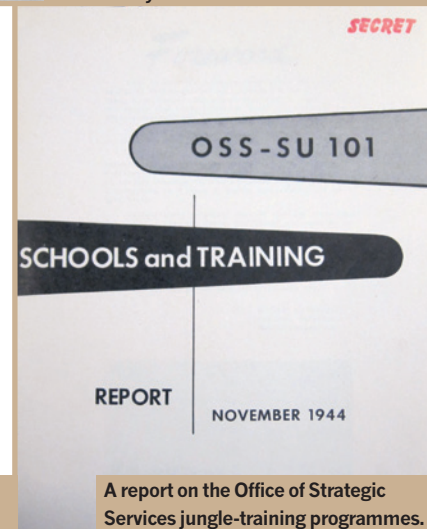 SECRET
OSS-SU 101
SCHOOLS and TRAINING
REPORT
NOVEMBER 1944
A report on the Office of Strategic
Services jungle-training programmes.